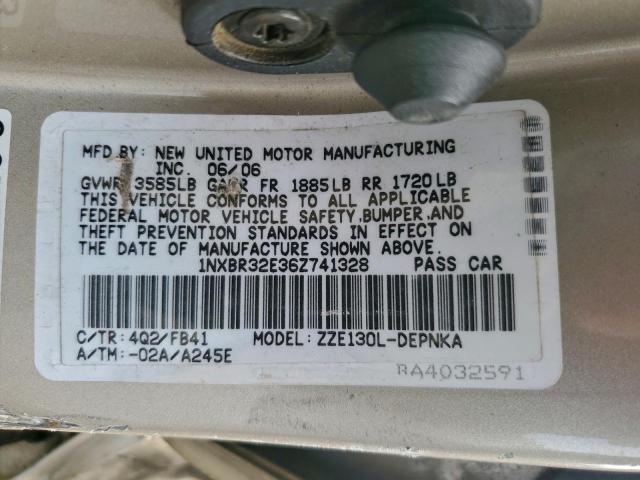 MFD BY: NEW UNITED MOTOR MANUFACTURING
INC. 06/06
GVWR 3585LB GAWR FR 1885LB RR 1720LB
THIS VEHICLE CONFORMS TO ALL APPLICABLE
FEDERAL MOTOR VEHICLE SAFETY,BUMPER,AND
THEFT PREVENTION STANDARDS IN EFFECT ON
THE DATE OF MANUFACTURE SHOWN ABOVE.
1NXBR32E36Z741328 PASS CAR
C/TR: 4Q2/FB41 MODEL: ZZE130L-DEPNKA
A/TM: -02A/A245E
BA4032591